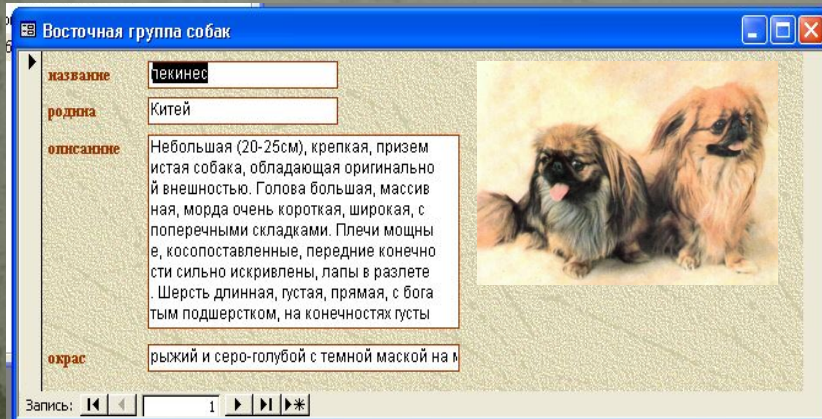 Восточная группа собак
название пекинес
родина Китей
описанние Небольшая (20-25см), крепкая, призем
истая собака, обладающая оригинально
й внешностью. Голова большая, массив
ная, морда очень короткая, широкая, с
поперечными складками. Плечи мощны
е, косопоставленные, передние конечно
сти сильно искривлены, лапы в разлете
. Шерсть длинная, густая, прямая, с бога
тым подшерстком, на конечностях густы
окрас рыжий и серо-голубой с темной маской на м
Запись: 1